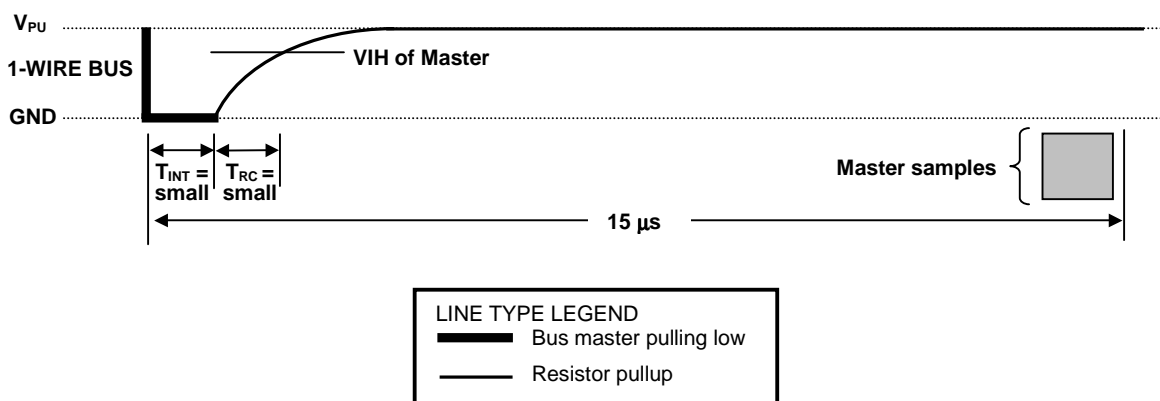 VPU
VIH of Master
1-WIRE BUS
GND
TINT =
small
TRC =
small
Master samples
15 µs
LINE TYPE LEGEND
Bus master pulling low
Resistor pullup